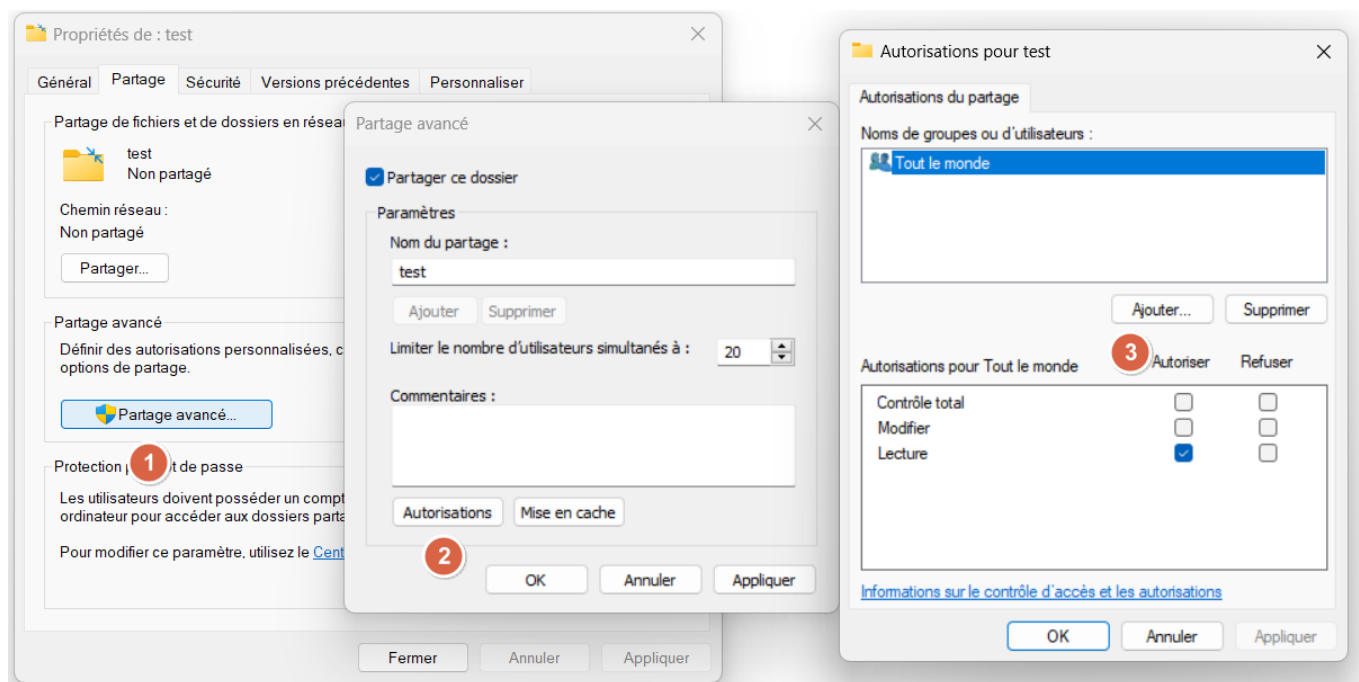 Propriétés de : test
Général Partage Sécurité Versions précédentes Personnaliser
Partage de fichiers et de dossiers en réseau
test
Non partagé
Chemin réseau :
Non partagé
Partager...
Partage avancé
Définir des autorisations personnalisées, c
options de partage.
Partage avancé...
1
Protection t de passe
Les utilisateurs doivent posséder un compt
ordinateur pour accéder aux dossiers parta
Pour modifier ce paramètre, utilisez le Cent
Fermer Annuler Appliquer
Partage avancé
Partager ce dossier
Paramètres
Nom du partage :
test
Ajouter Supprimer
Limiter le nombre d'utilisateurs simultanés à : 20
Commentaires :
Autorisations Mise en cache
2
OK Annuler Appliquer
Autorisations pour test
Autorisations du partage
Noms de groupes ou d'utilisateurs :
Tout le monde
Ajouter... Supprimer
3
Autorisations pour Tout le monde Autoriser Refuser
Contrôle total
Modifier
Lecture
Informations sur le contrôle d'accès et les autorisations
OK Annuler Appliquer